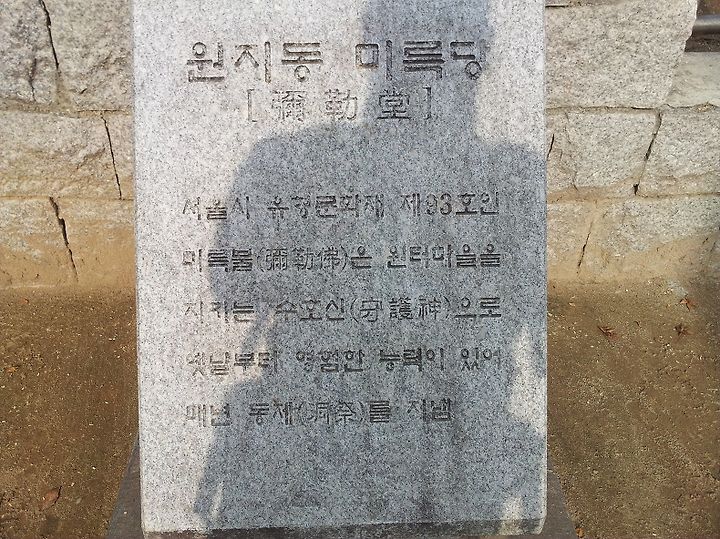 원지동 미륵당
[彌勒堂]
서울시 유형문화재 제93호인
미륵불(彌勒佛)은 원터마을을
지키는 수호신(守護神)으로
옛날부터 영험한 능력이 있어
매년 동제(洞祭)를 지냄